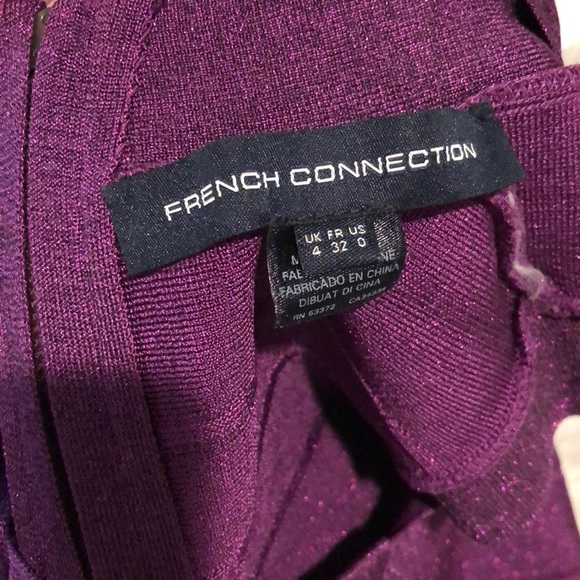 FRENCH CONNECTION
UK FR US
4 32 0
FABRICADO EN CHINA
DIBUAT DI CINA
RN 53372